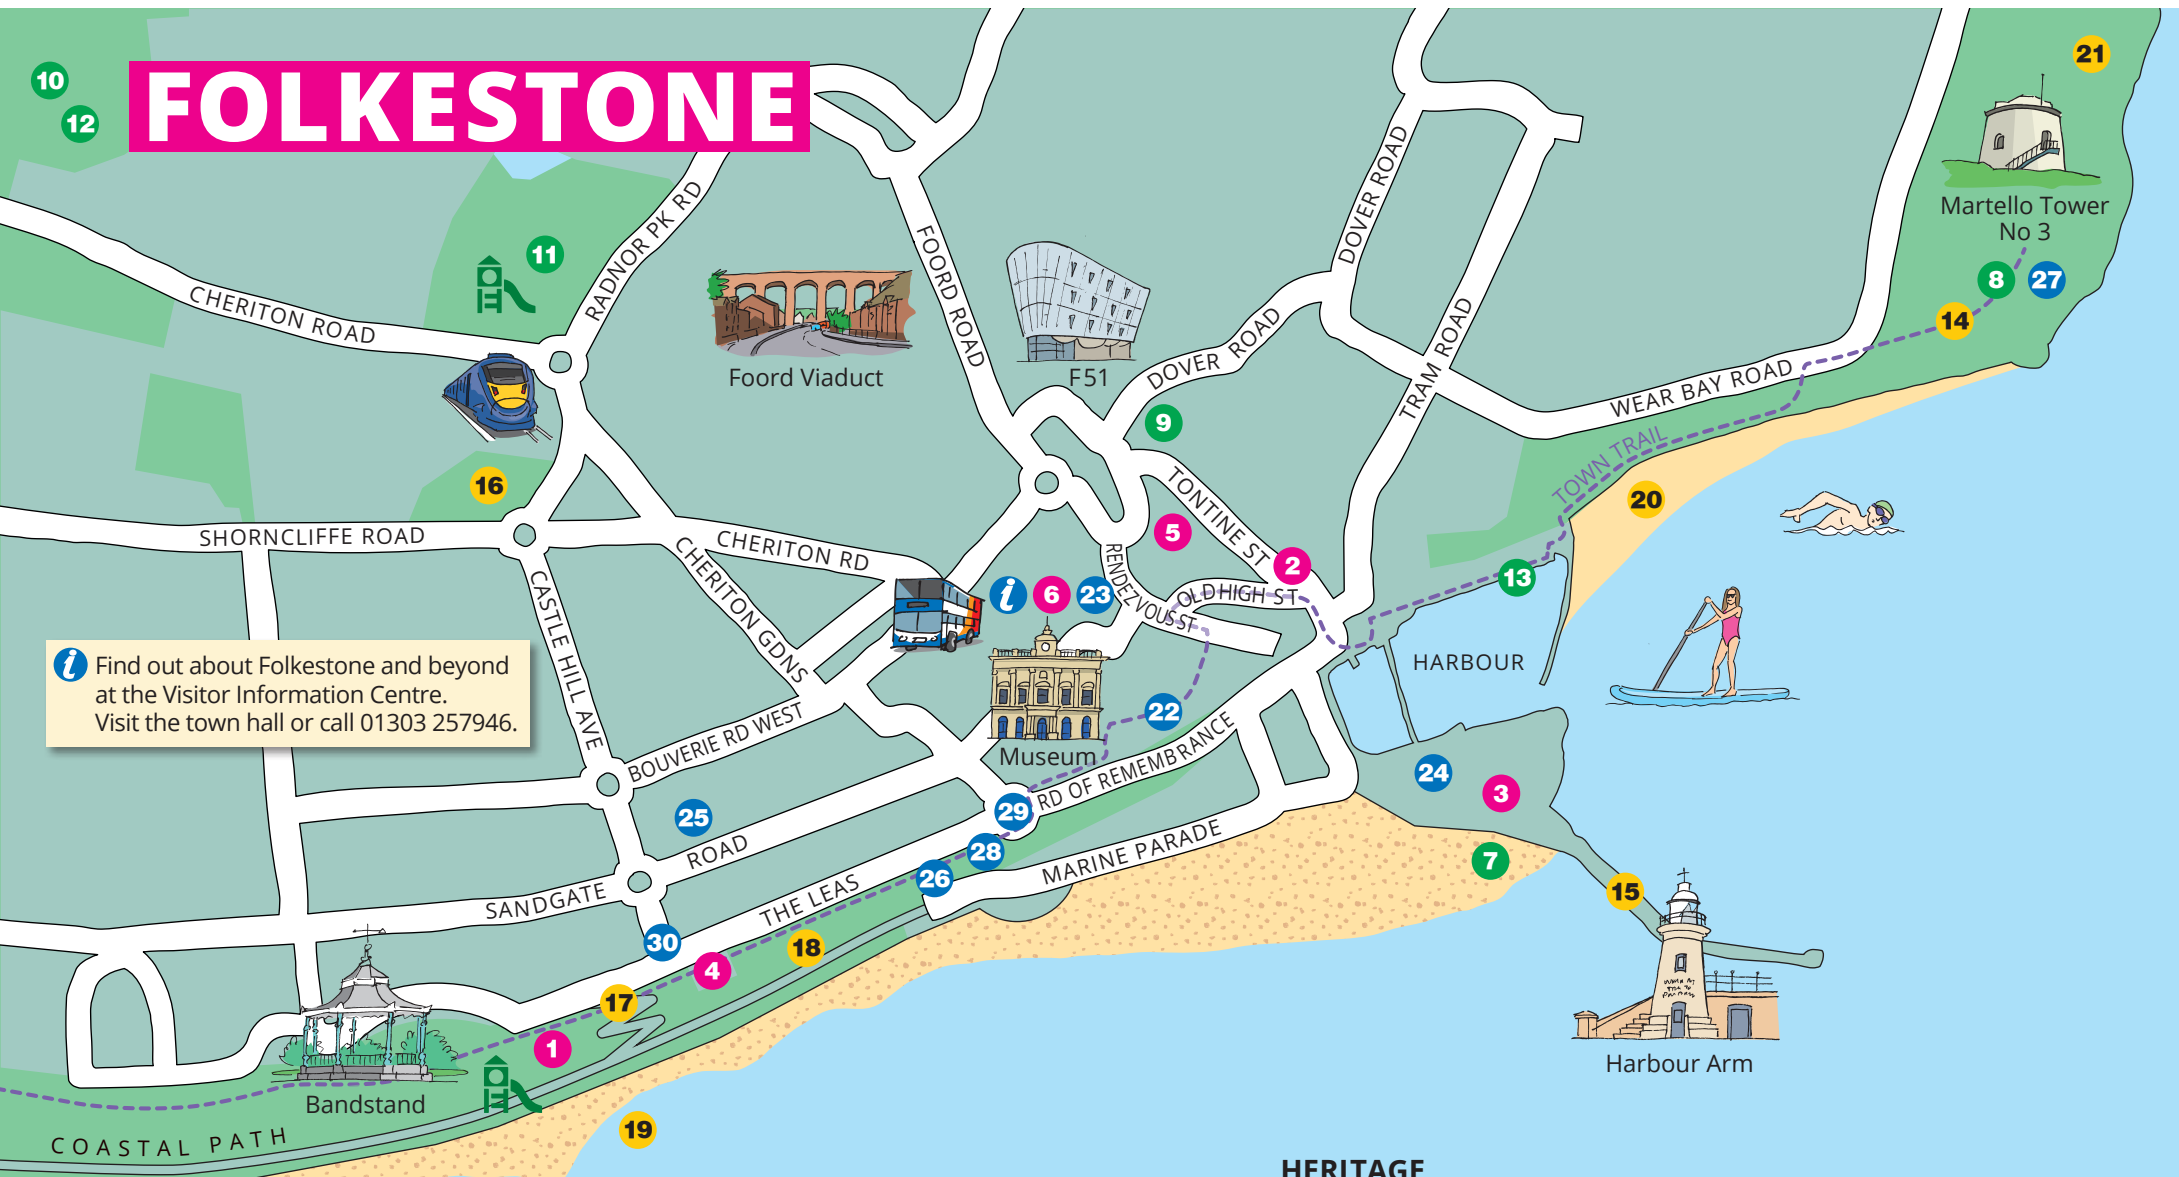 FOLKESTONE
10
12
21
11
Martello Tower
No 3
8
27
14
CHERITON ROAD
RADNOR PK RD
FOORD ROAD
DOVER ROAD
Foord Viaduct
F51
DOVER ROAD
TRAM ROAD
WEAR BAY ROAD
TOWN TRAIL
9
16
20
SHORNCLIFFE ROAD
CHERITON RD
TONTINE ST
5
2
13
CASTLE HILL AVE
CHERITON GDNS
i
6
23
RENDEZVOUS ST
OLD HIGH ST
HARBOUR
i Find out about Folkestone and beyond
at the Visitor Information Centre.
Visit the town hall or call 01303 257946.
BOUVERIE RD WEST
22
Museum
RD OF REMEMBRANCE
24
3
25
29
28
26
7
15
SANDGATE ROAD
THE LEAS
MARINE PARADE
30
4
18
17
1
Harbour Arm
Bandstand
19
COASTAL PATH
HERITAGE